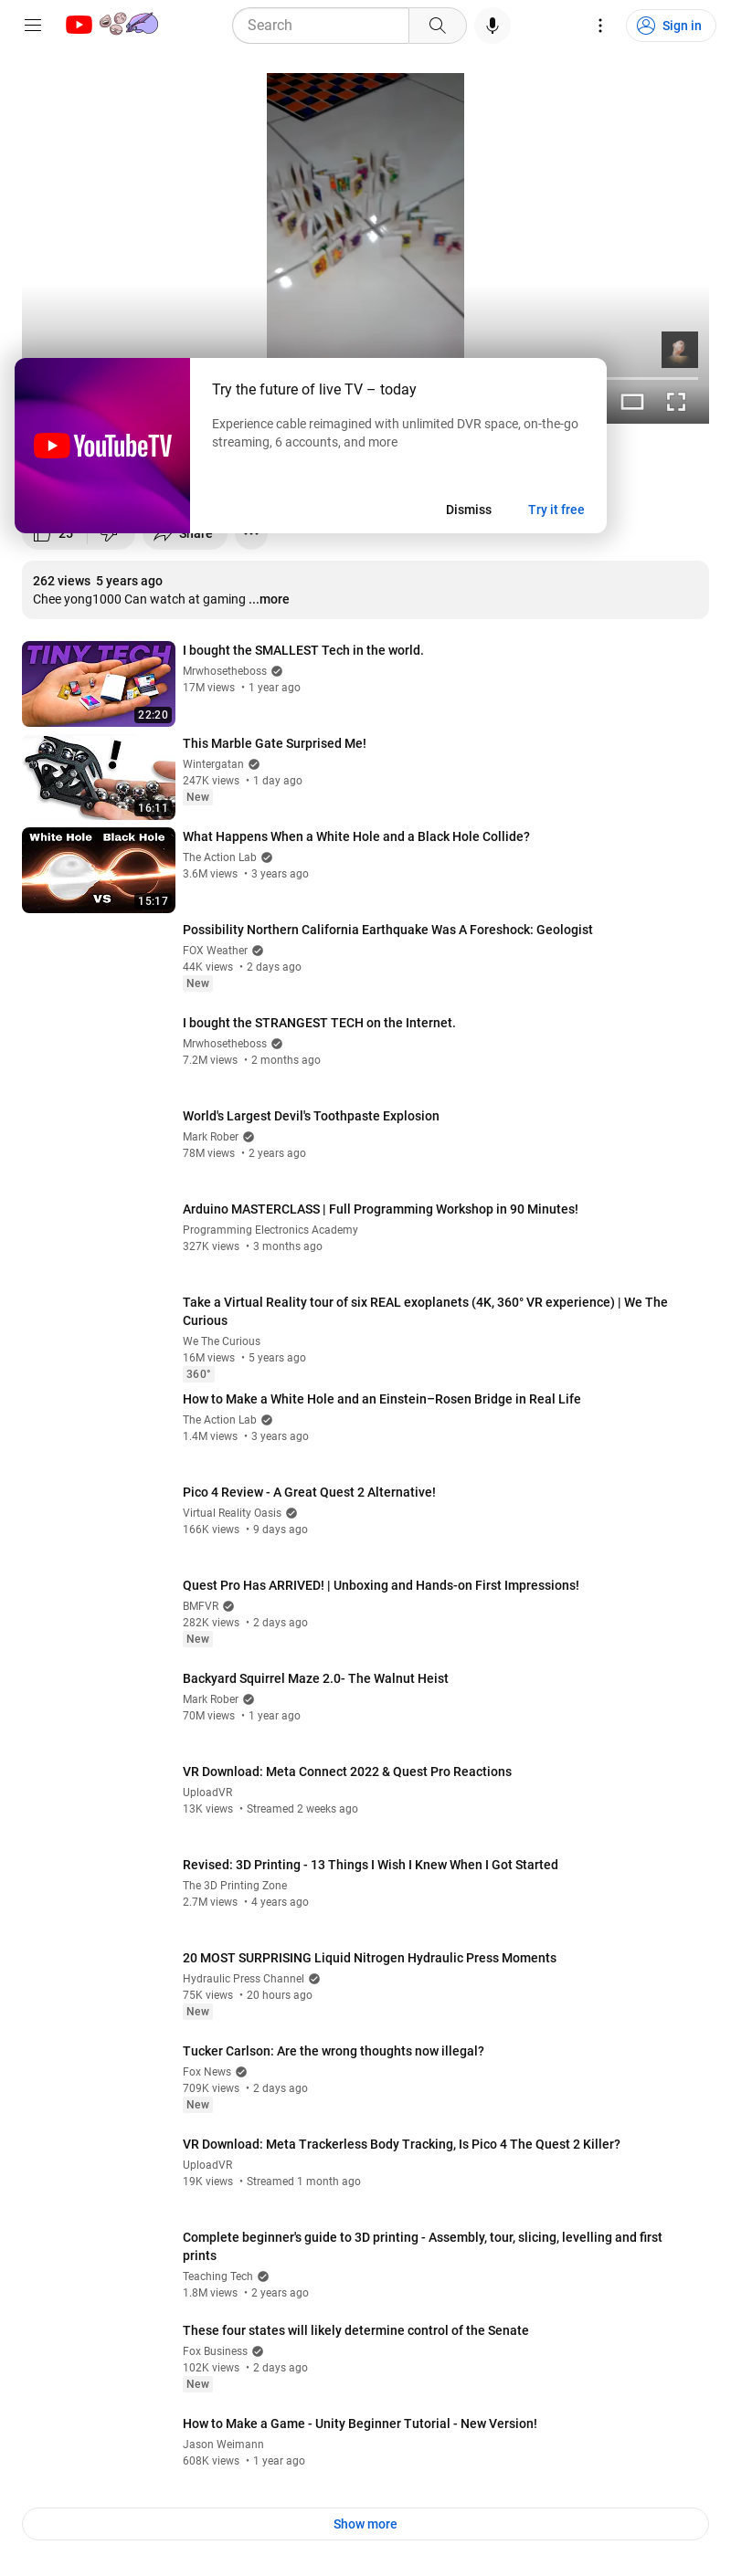 Search
Sign in
YouTubeTV
Try the future of live TV – today
Experience cable reimagined with unlimited DVR space, on-the-go
streaming, 6 accounts, and more
Dismiss
Try it free
25
Share
262 views 5 years ago
Chee yong1000 Can watch at gaming ...more
TINY TECH
22:20
I bought the SMALLEST Tech in the world.
Mrwhosetheboss
17M views • 1 year ago
16:11
This Marble Gate Surprised Me!
Wintergatan
247K views • 1 day ago
New
White Hole Black Hole
VS
15:17
What Happens When a White Hole and a Black Hole Collide?
The Action Lab
3.6M views • 3 years ago
Possibility Northern California Earthquake Was A Foreshock: Geologist
FOX Weather
44K views • 2 days ago
New
I bought the STRANGEST TECH on the Internet.
Mrwhosetheboss
7.2M views • 2 months ago
World's Largest Devil's Toothpaste Explosion
Mark Rober
78M views • 2 years ago
Arduino MASTERCLASS | Full Programming Workshop in 90 Minutes!
Programming Electronics Academy
327K views • 3 months ago
Take a Virtual Reality tour of six REAL exoplanets (4K, 360° VR experience) | We The
Curious
We The Curious
16M views • 5 years ago
360°
How to Make a White Hole and an Einstein–Rosen Bridge in Real Life
The Action Lab
1.4M views • 3 years ago
Pico 4 Review - A Great Quest 2 Alternative!
Virtual Reality Oasis
166K views • 9 days ago
Quest Pro Has ARRIVED! | Unboxing and Hands-on First Impressions!
BMFVR
282K views • 2 days ago
New
Backyard Squirrel Maze 2.0- The Walnut Heist
Mark Rober
70M views • 1 year ago
VR Download: Meta Connect 2022 & Quest Pro Reactions
UploadVR
13K views • Streamed 2 weeks ago
Revised: 3D Printing - 13 Things I Wish I Knew When I Got Started
The 3D Printing Zone
2.7M views • 4 years ago
20 MOST SURPRISING Liquid Nitrogen Hydraulic Press Moments
Hydraulic Press Channel
75K views • 20 hours ago
New
Tucker Carlson: Are the wrong thoughts now illegal?
Fox News
709K views • 2 days ago
New
VR Download: Meta Trackerless Body Tracking, Is Pico 4 The Quest 2 Killer?
UploadVR
19K views • Streamed 1 month ago
Complete beginner's guide to 3D printing - Assembly, tour, slicing, levelling and first
prints
Teaching Tech
1.8M views • 2 years ago
These four states will likely determine control of the Senate
Fox Business
102K views • 2 days ago
New
How to Make a Game - Unity Beginner Tutorial - New Version!
Jason Weimann
608K views • 1 year ago
Show more